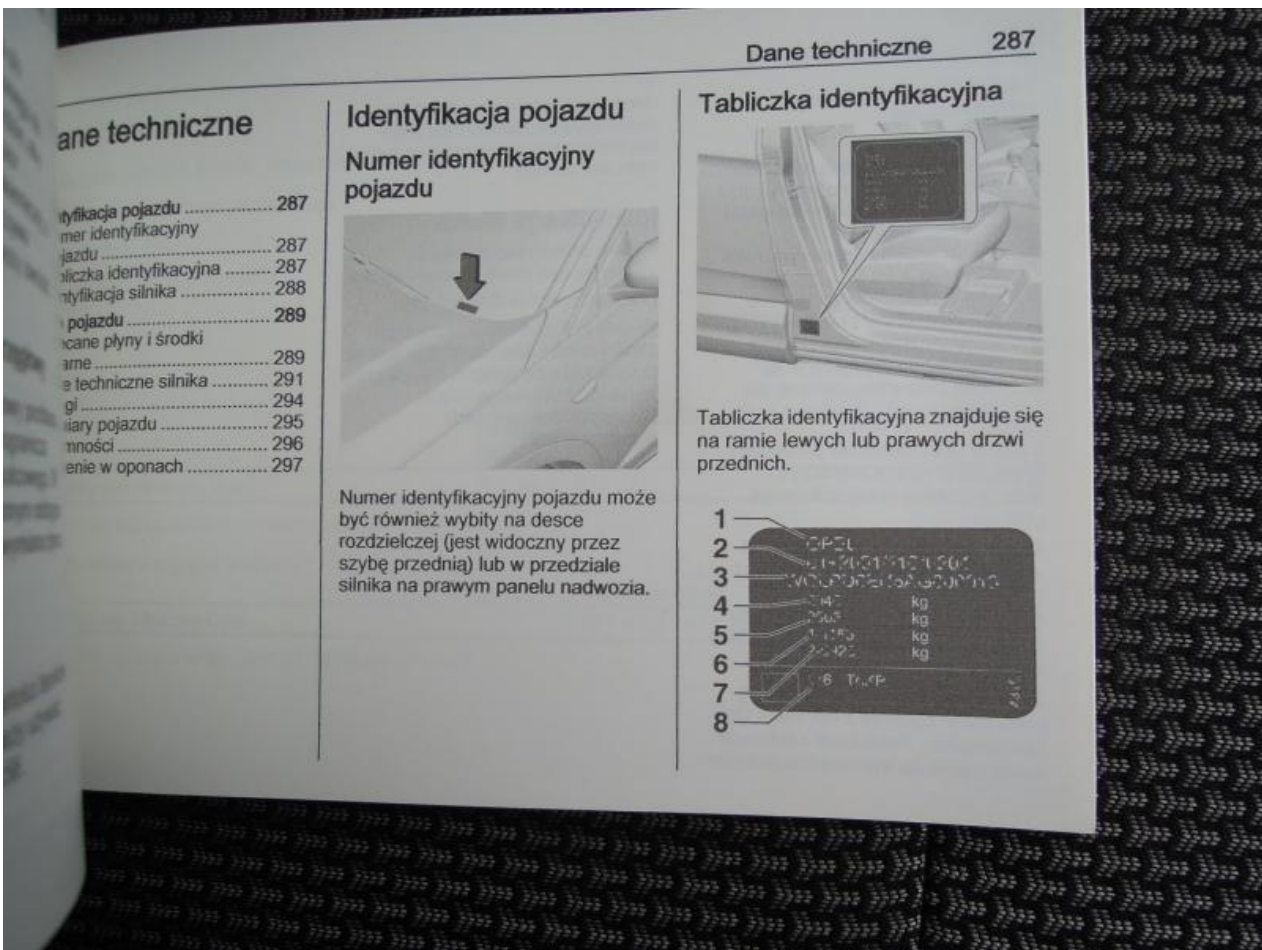 Dane techniczne 287
ane techniczne
tyfikacja pojazdu ................ 287
mer identyfikacyjny
jazdu ............................. 287
bliczka identyfikacyjna ........ 287
ntyfikacja silnika ................ 288
pojazdu ........................... 289
ecane płyny i środki
arne ............................... 289
e techniczne silnika ........... 291
gi .................................. 294
iary pojazdu ..................... 295
mności ............................ 296
enie w oponach ................ 297
Identyfikacja pojazdu
Numer identyfikacyjny
pojazdu
Numer identyfikacyjny pojazdu może
być również wybity na desce
rozdzielczej (jest widoczny przez
szybę przednią) lub w przedziale
silnika na prawym panelu nadwozia.
Tabliczka identyfikacyjna
Tabliczka identyfikacyjna znajduje się
na ramie lewych lub prawych drzwi
przednich.
1
OPEL
2
3
4
kg
5
kg
6
kg
7
kg
8